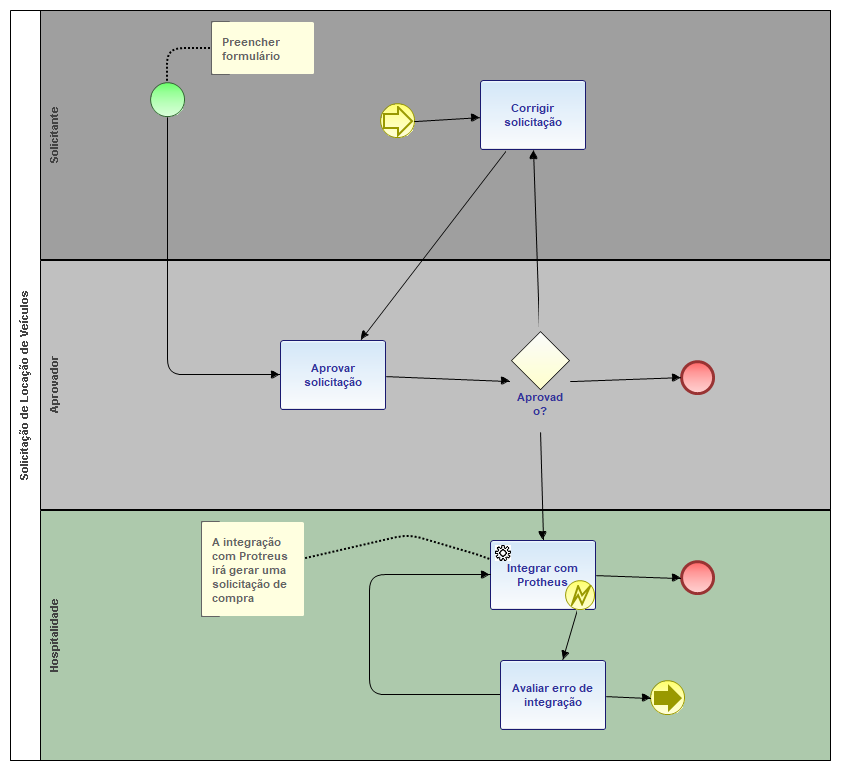 Solicitação de Locação de Veículos
Solicitante
Preencher
formulário
Corrigir
solicitação
Aprovador
Aprovar
solicitação
Aprovad
o?
Hospitalidade
A integração
com Protreus
irá gerar uma
solicitação de
compra
Integrar com
Protheus
Avaliar erro de
integração